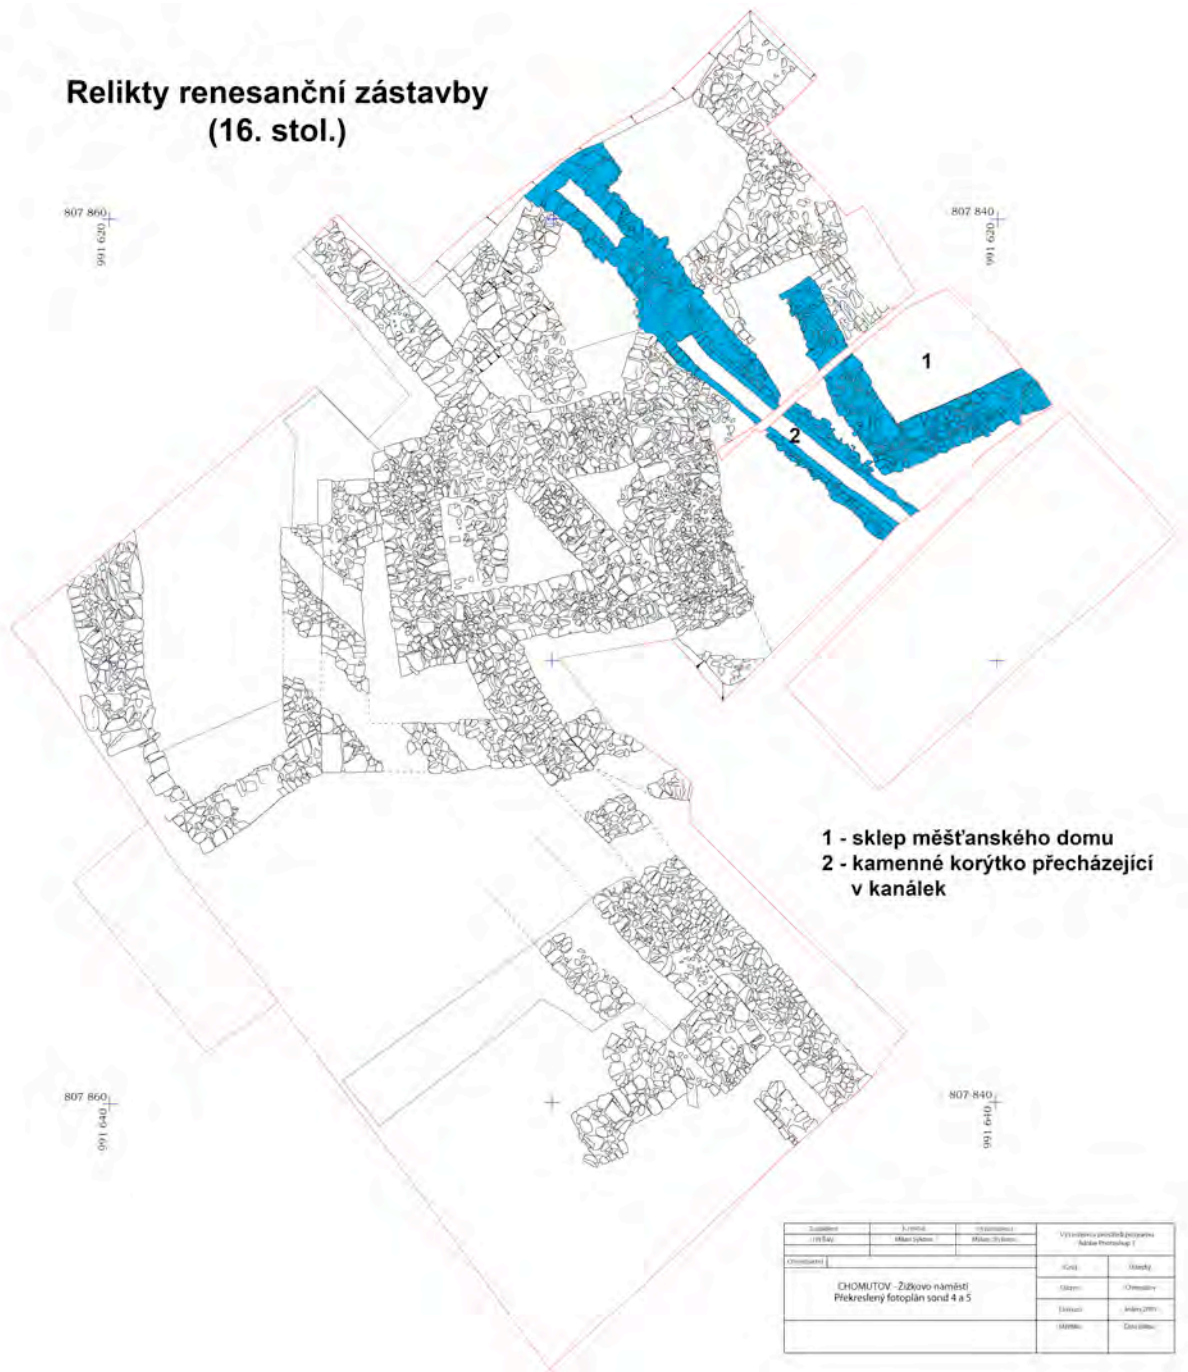 Relikty renesanční zástavby
(16. stol.)
807 860
991 620
807 840
991 620
1
2
1 - sklep měšťanského domu
2 - kamenné korýtko přecházející
v kanálek
807 860
991 640
807 840
991 640
CHOMUTOV - Žižkovo náměstí
Překreslený fotoplán sond 4 a 5